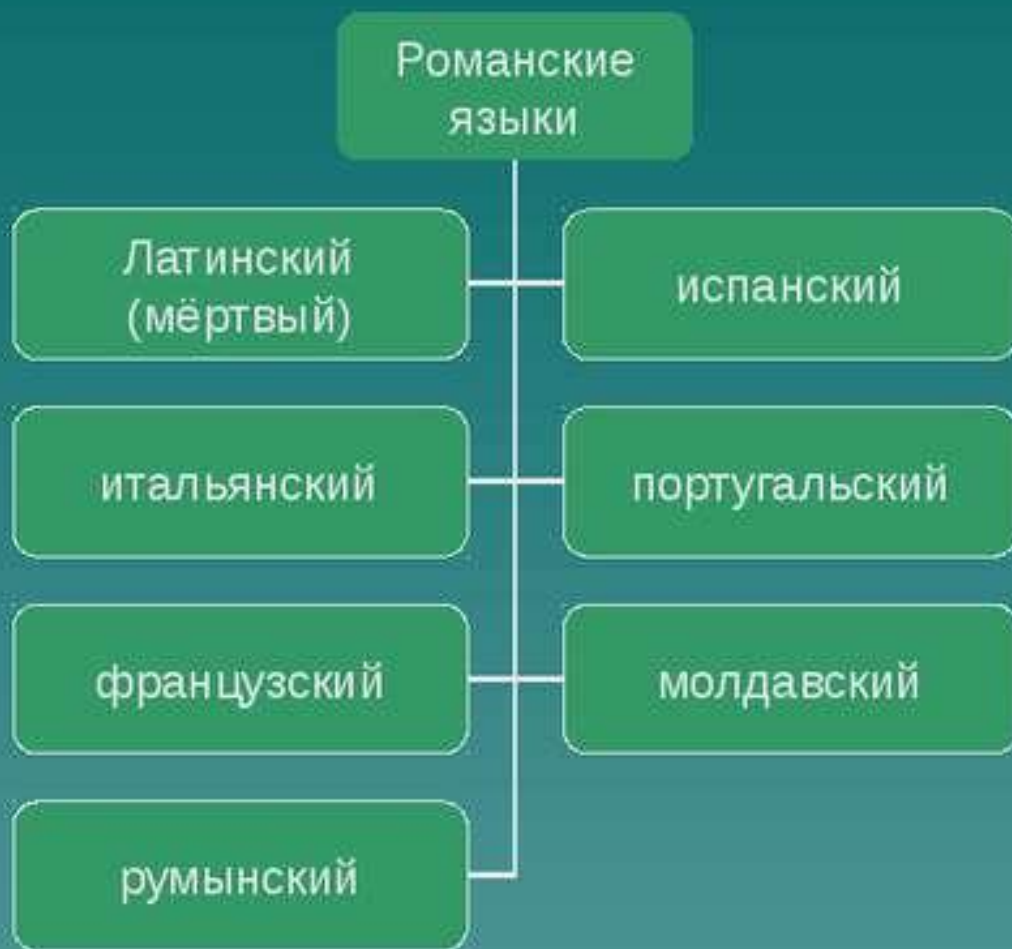 Романские
языки
Латинский
(мёртвый)
испанский
итальянский
португальский
французский
молдавский
румынский